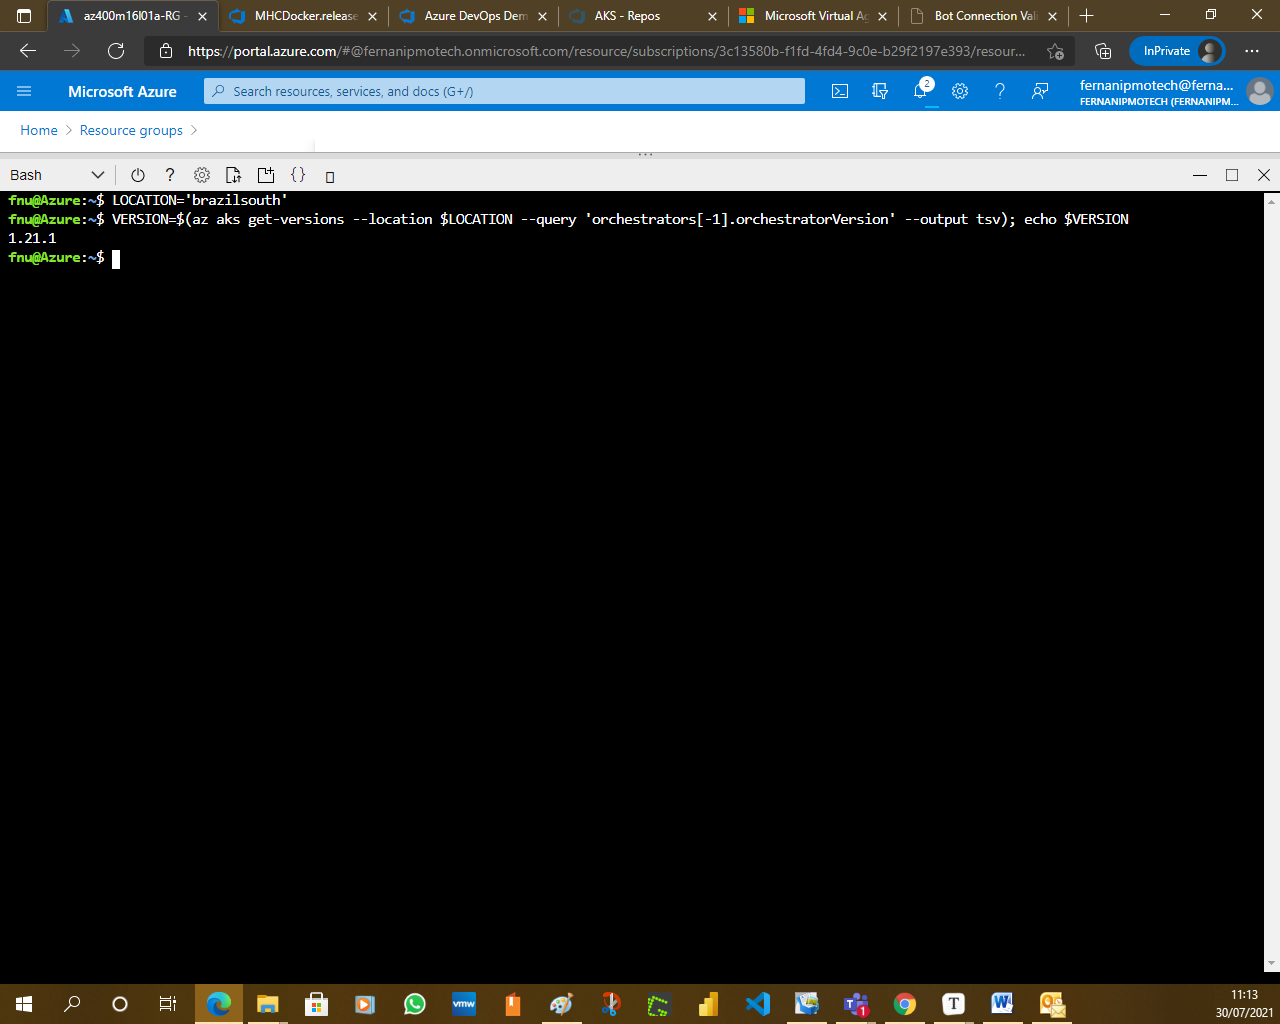 az400m16l01a-RG -
MHCDocker.release
Azure DevOps Dem
AKS - Repos
Microsoft Virtual Ag
Bot Connection Vali
https://portal.azure.com/#@fernanipmotech.onmicrosoft.com/resource/subscriptions/3c13580b-f1fd-4fd4-9c0e-b29f2197e393/resour...
InPrivate
Microsoft Azure
Search resources, services, and docs (G+/)
2
fernanipmotech@ferna...
FERNANIPMOTECH (FERNANIPM...
Home > Resource groups >
Bash
fnu@Azure:~$ LOCATION='brazilsouth'
fnu@Azure:~$ VERSION=$(az aks get-versions --location $LOCATION --query 'orchestrators[-1].orchestratorVersion' --output tsv); echo $VERSION
1.21.1
fnu@Azure:~$
vmw
1
T
11:13
30/07/2021